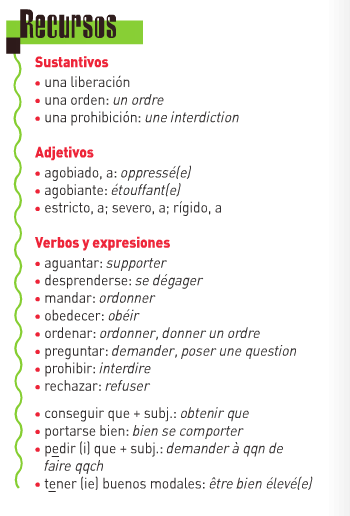 Recursos
Sustantivos
• una liberación
• una orden: un ordre
• una prohibición: une interdiction
Adjetivos
• agobiado, a: oppressé(e)
• agobiante: étouffant(e)
• estricto, a; severo, a; rígido, a
Verbos y expresiones
• aguantar: supporter
• desprenderse: se dégager
• mandar: ordonner
• obedecer: obéir
• ordenar: ordonner, donner un ordre
• preguntar: demander, poser une question
• prohibir: interdire
• rechazar: refuser
• conseguir que + subj.: obtenir que
• portarse bien: bien se comporter
• pedir (i) que + subj.: demander à qqn de
faire qqch
• tener (ie) buenos modales: être bien élevé(e)